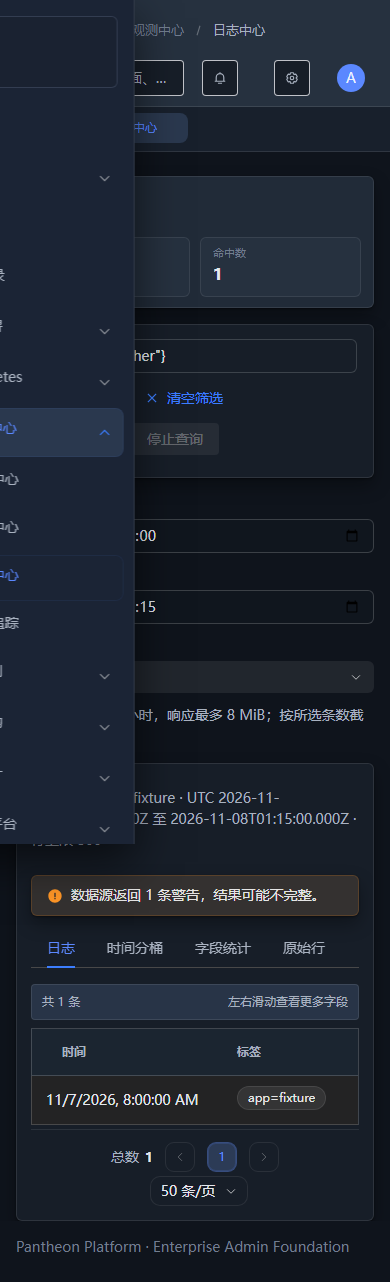 观测中心 / 日志中心
面、...
A
中心
命中数
1
her"}
清空筛选
停止查询
录
etes
中心
中心
中心
中心
追踪
:00
:15
小时，响应最多 8 MiB；按所选条数截
平台
fixture · UTC 2026-11-
0Z 至 2026-11-08T01:15:00.000Z ·
数据源返回 1 条警告，结果可能不完整。
日志 时间分桶 字段统计 原始行
共 1 条 左右滑动查看更多字段
时间 标签
11/7/2026, 8:00:00 AM app=fixture
总数 1 1
50 条/页
Pantheon Platform · Enterprise Admin Foundation